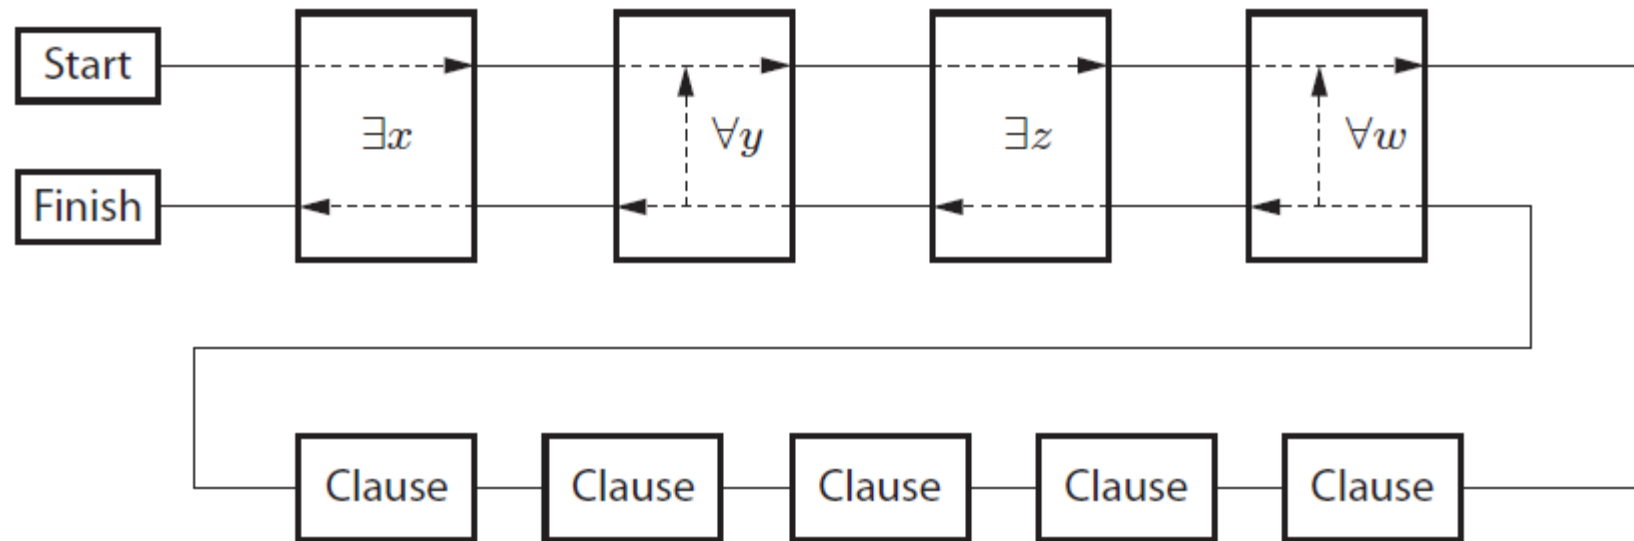 Start
∃x
∀y
∃z
∀w
Finish
Clause
Clause
Clause
Clause
Clause